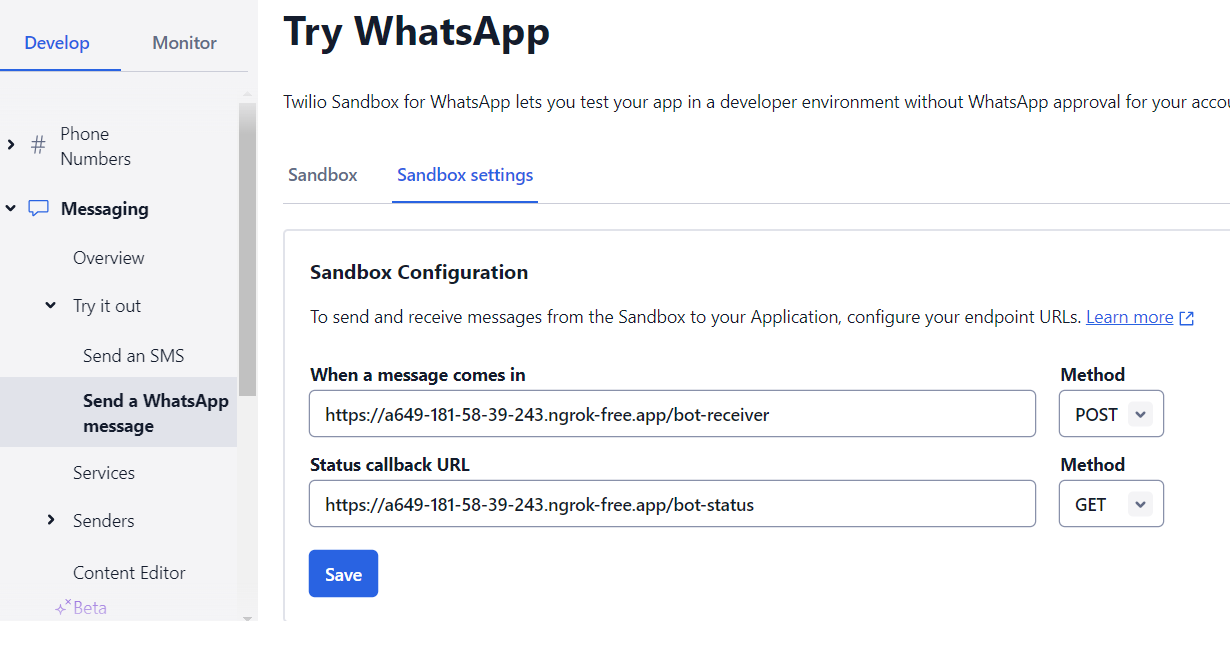 Develop
Monitor
Phone
Numbers
Messaging
Overview
Try it out
Send an SMS
Send a WhatsApp
message
Services
Senders
Content Editor
Beta
Try WhatsApp
Twilio Sandbox for WhatsApp lets you test your app in a developer environment without WhatsApp approval for your
Sandbox
Sandbox settings
Sandbox Configuration
To send and receive messages from the Sandbox to your Application, configure your endpoint URLs. Learn more
When a message comes in
Method
https://a649-181-58-39-243.ngrok-free.app/bot-receiver
POST
Status callback URL
Method
https://a649-181-58-39-243.ngrok-free.app/bot-status
GET
Save